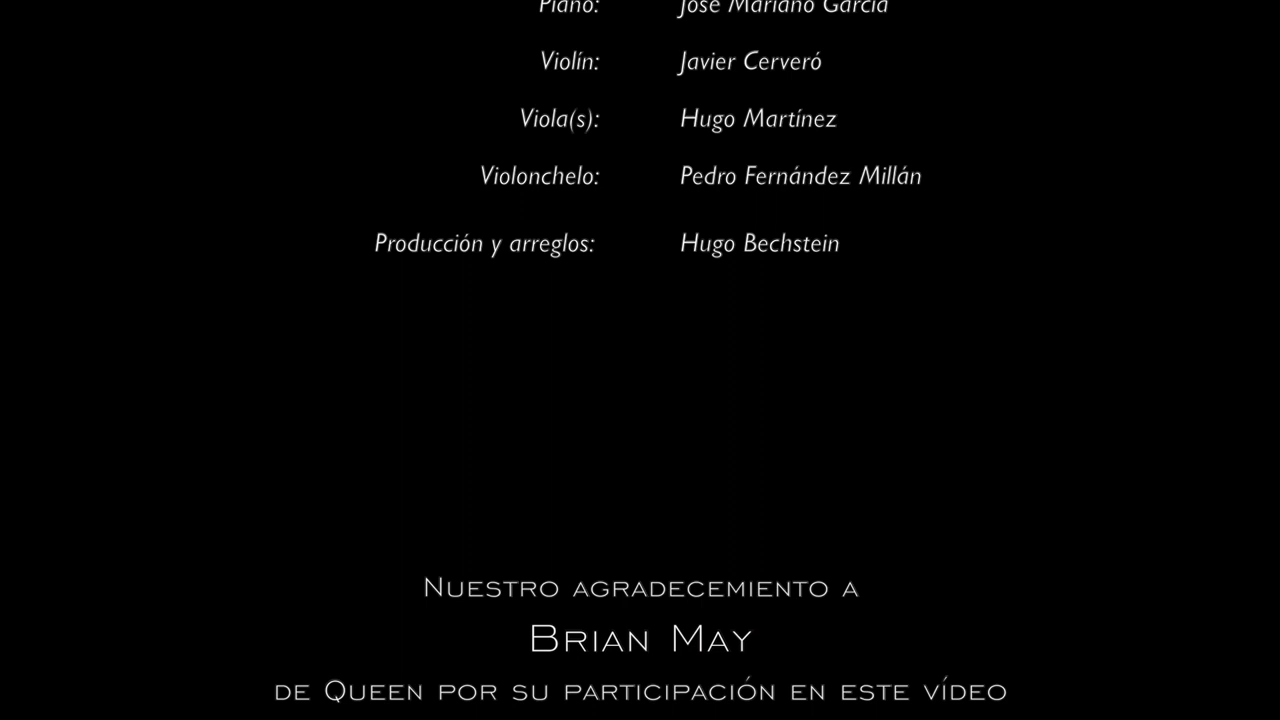 Piano: José Mariano García
Violín: Javier Cerveró
Viola(s): Hugo Martínez
Violonchelo: Pedro Fernández Millán
Producción y arreglos: Hugo Bechstein
Nuestro agradecemiento a
Brian May
de Queen por su participación en este vídeo